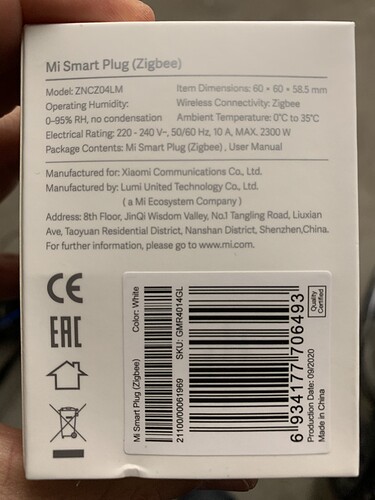 Mi Smart Plug (Zigbee)
Model: ZNCZ04LM
Item Dimensions: 60 × 60 × 58.5 mm
Operating Humidity:
Wireless Connectivity: Zigbee
0–95% RH, no condensation
Ambient Temperature: 0°C to 35°C
Electrical Rating: 220 - 240 V~, 50/60 Hz, 10 A, MAX. 2300 W
Package Contents: Mi Smart Plug (Zigbee) , User Manual
Manufactured for: Xiaomi Communications Co., Ltd.
Manufactured by: Lumi United Technology Co., Ltd.
( a Mi Ecosystem Company )
Address: 8th Floor, JinQi Wisdom Valley, No.1 Tangling Road, Liuxian
Ave, Taoyuan Residential District, Nanshan District, Shenzhen,China.
For further information, please go to www.mi.com.
CE
EAC
Mi Smart Plug (Zigbee)
Color: White
21100/00061969
SKU: GMR4014GL
6 934177 706493
Production Date: 09/2020
Made in China
Quality
Certified